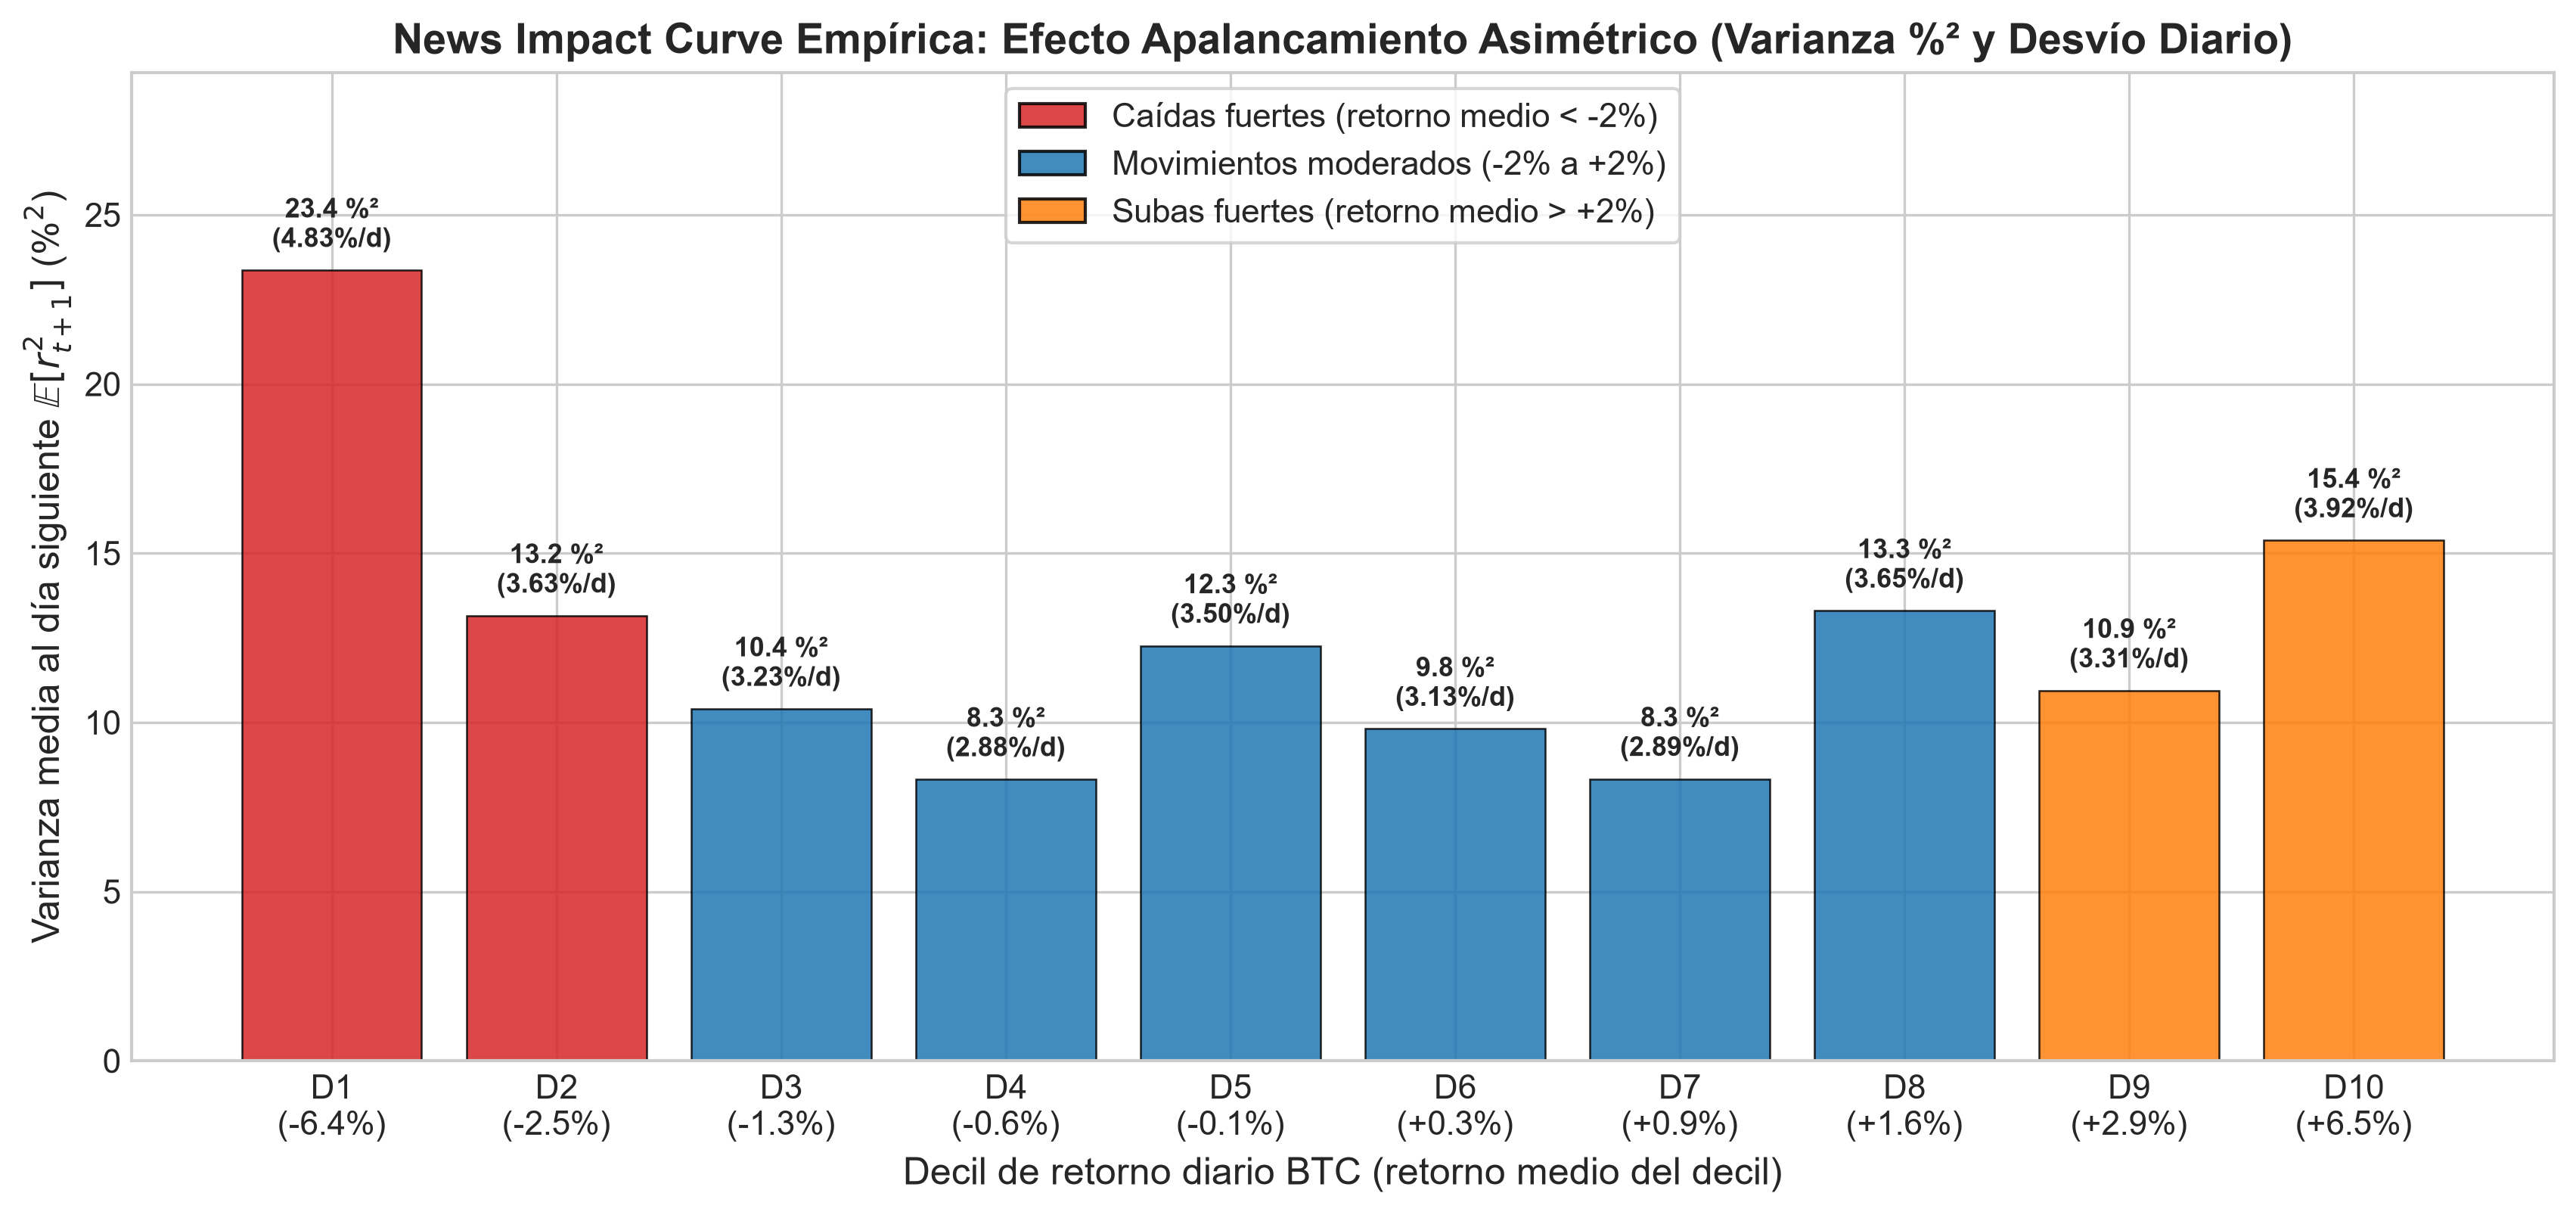 News Impact Curve Empírica: Efecto Apalancamiento Asimétrico (Varianza %² y Desvío Diario)
Varianza media al día siguiente 𝔼[r²ₜ₊₁] (%²)
25
20
15
10
5
0
Caídas fuertes (retorno medio < -2%)
Movimientos moderados (-2% a +2%)
Subas fuertes (retorno medio > +2%)
23.4 %²
(4.83%/d)
13.2 %²
(3.63%/d)
10.4 %²
(3.23%/d)
8.3 %²
(2.88%/d)
12.3 %²
(3.50%/d)
9.8 %²
(3.13%/d)
8.3 %²
(2.89%/d)
13.3 %²
(3.65%/d)
10.9 %²
(3.31%/d)
15.4 %²
(3.92%/d)
D1
(-6.4%)
D2
(-2.5%)
D3
(-1.3%)
D4
(-0.6%)
D5
(-0.1%)
D6
(+0.3%)
D7
(+0.9%)
D8
(+1.6%)
D9
(+2.9%)
D10
(+6.5%)
Decil de retorno diario BTC (retorno medio del decil)